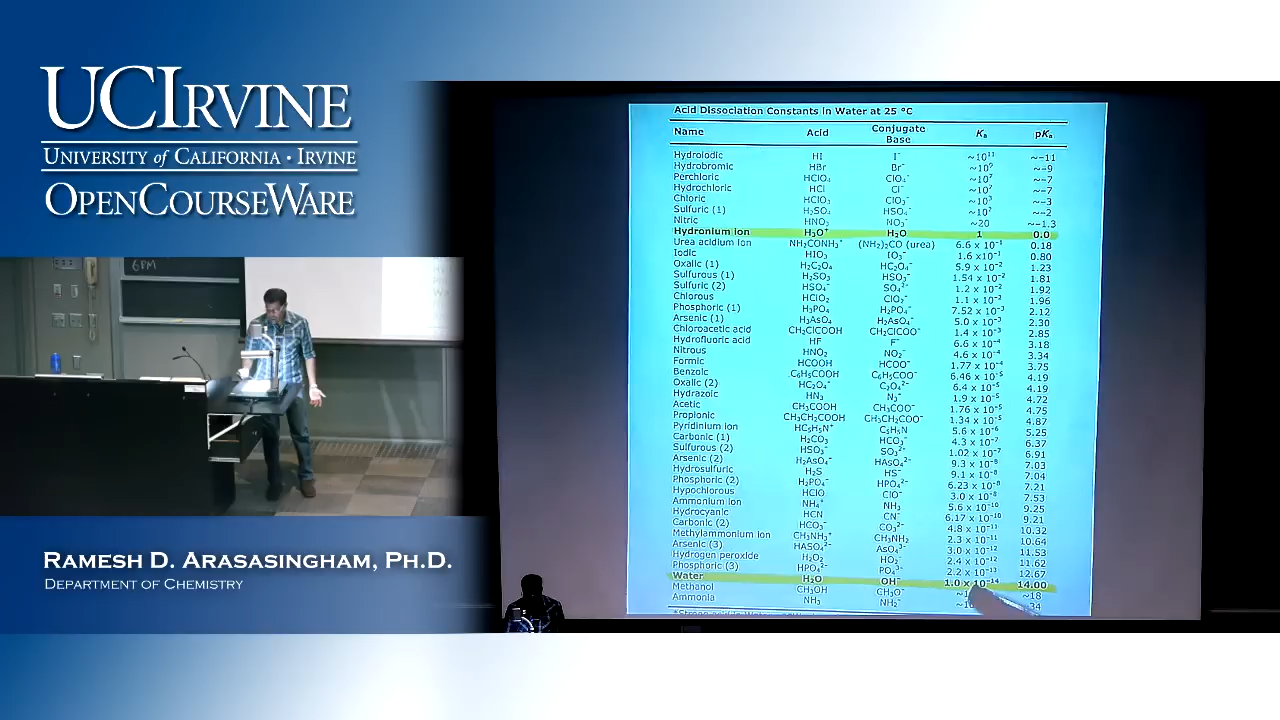 UCIRVINE
UNIVERSITY of CALIFORNIA · IRVINE
OPENCOURSEWARE
6PM
RAMESH D. ARASASINGHAM, PH.D.
DEPARTMENT OF CHEMISTRY
Acid Dissociation Constants in Water at 25 °C
Name Acid Conjugate Base Kₐ pKₐ
Hydroiodic HI I⁻ ~10¹¹ ~−11
Hydrobromic HBr Br⁻ ~10⁹ ~−9
Perchloric HClO₄ ClO₄⁻ ~10⁷ ~−7
Hydrochloric HCl Cl⁻ ~10⁷ ~−7
Chloric HClO₃ ClO₃⁻ ~10³ ~−3
Sulfuric (1) H₂SO₄ HSO₄⁻ ~10² ~−2
Nitric HNO₃ NO₃⁻ ~20 ~−1.3
Hydronium ion H₃O⁺ H₂O 1 0.0
Urea acidium ion NH₂CONH₃⁺ (NH₂)₂CO (urea) 6.6 x 10⁻¹ 0.18
Iodic HIO₃ IO₃⁻ 1.6 x10⁻¹ 0.80
Oxalic (1) H₂C₂O₄ HC₂O₄⁻ 5.9 x 10⁻² 1.23
Sulfurous (1) H₂SO₃ HSO₃⁻ 1.54 x 10⁻² 1.81
Sulfuric (2) HSO₄⁻ SO₄²⁻ 1.2 x 10⁻² 1.92
Chlorous HClO₂ ClO₂⁻ 1.1 x 10⁻² 1.96
Phosphoric (1) H₃PO₄ H₂PO₄⁻ 7.52 x 10⁻³ 2.12
Arsenic (1) H₃AsO₄ H₂AsO₄⁻ 5.0 x 10⁻³ 2.30
Chloroacetic acid CH₂ClCOOH CH₂ClCOO⁻ 1.4 x 10⁻³ 2.85
Hydrofluoric acid HF F⁻ 6.6 x 10⁻⁴ 3.18
Nitrous HNO₂ NO₂⁻ 4.6 x 10⁻⁴ 3.34
Formic HCOOH HCOO⁻ 1.77 x 10⁻⁴ 3.75
Benzoic C₆H₅COOH C₆H₅COO⁻ 6.46 x 10⁻⁵ 4.19
Oxalic (2) HC₂O₄⁻ C₂O₄²⁻ 6.4 x 10⁻⁵ 4.19
Hydrazoic HN₃ N₃⁻ 1.9 x 10⁻⁵ 4.72
Acetic CH₃COOH CH₃COO⁻ 1.76 x 10⁻⁵ 4.75
Propionic CH₃CH₂COOH CH₃CH₂COO⁻ 1.34 x 10⁻⁵ 4.87
Pyridinium ion HC₅H₅N⁺ C₅H₅N 5.6 x 10⁻⁶ 5.25
Carbonic (1) H₂CO₃ HCO₃⁻ 4.3 x 10⁻⁷ 6.37
Sulfurous (2) HSO₃⁻ SO₃²⁻ 1.02 x 10⁻⁷ 6.91
Arsenic (2) H₂AsO₄⁻ HAsO₄²⁻ 9.3 x 10⁻⁸ 7.03
Hydrosulfuric H₂S HS⁻ 9.1 x 10⁻⁸ 7.04
Phosphoric (2) H₂PO₄⁻ HPO₄²⁻ 6.23 x 10⁻⁸ 7.21
Hypochlorous HClO ClO⁻ 3.0 x 10⁻⁸ 7.53
Ammonium ion NH₄⁺ NH₃ 5.6 x 10⁻¹⁰ 9.25
Hydrocyanic HCN CN⁻ 6.17 x 10⁻¹⁰ 9.21
Carbonic (2) HCO₃⁻ CO₃²⁻ 4.8 x 10⁻¹¹ 10.32
Methylammonium ion CH₃NH₃⁺ CH₃NH₂ 2.3 x 10⁻¹¹ 10.64
Arsenic (3) HASO₄²⁻ AsO₄³⁻ 3.0 x 10⁻¹² 11.53
Hydrogen peroxide H₂O₂ HO₂⁻ 2.4 x 10⁻¹² 11.62
Phosphoric (3) HPO₄²⁻ PO₄³⁻ 2.2 x 10⁻¹³ 12.67
Water H₂O OH⁻ 1.0 x 10⁻¹⁴ 14.00
Methanol CH₃OH CH₃O⁻ ~18
Ammonia NH₃ NH₂⁻